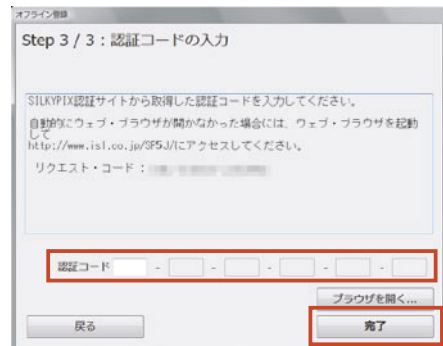 オフライン登録
Step 3 / 3：認証コードの入力
SILKYPIX認証サイトから取得した認証コードを入力してください。
自動的にウェブ・ブラウザが開かなかった場合には、ウェブ・ブラウザを起動
して
http://www.isl.co.jp/SF5J/にアクセスしてください。
リクエスト・コード：
認証コード - - - - -
ブラウザを開く...
戻る 完了